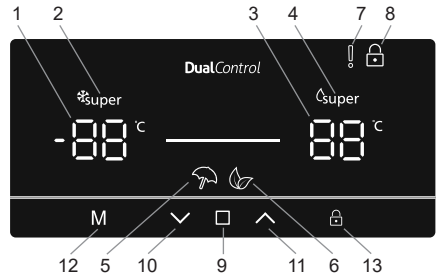 1 2 3 4 7 8
DualControl
super super
-88 °C 88 °C
M
12 5 10 9 11 6 13